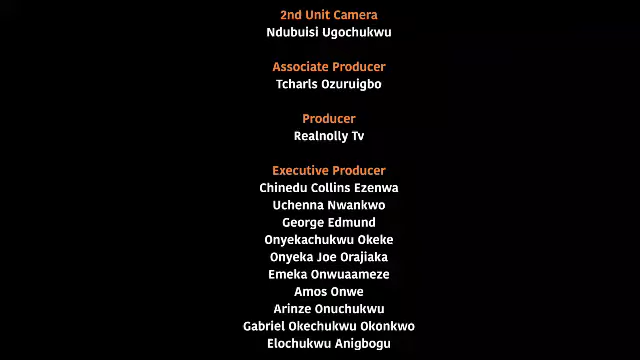 2nd Unit Camera
Ndubuisi Ugochukwu
Associate Producer
Tcharls Ozuruigbo
Producer
Realnolly Tv
Executive Producer
Chinedu Collins Ezenwa
Uchenna Nwankwo
George Edmund
Onyekachukwu Okeke
Onyeka Joe Orajiaka
Emeka Onwuaameze
Amos Onwe
Arinze Onuchukwu
Gabriel Okechukwu Okonkwo
Elochukwu Anigbogu